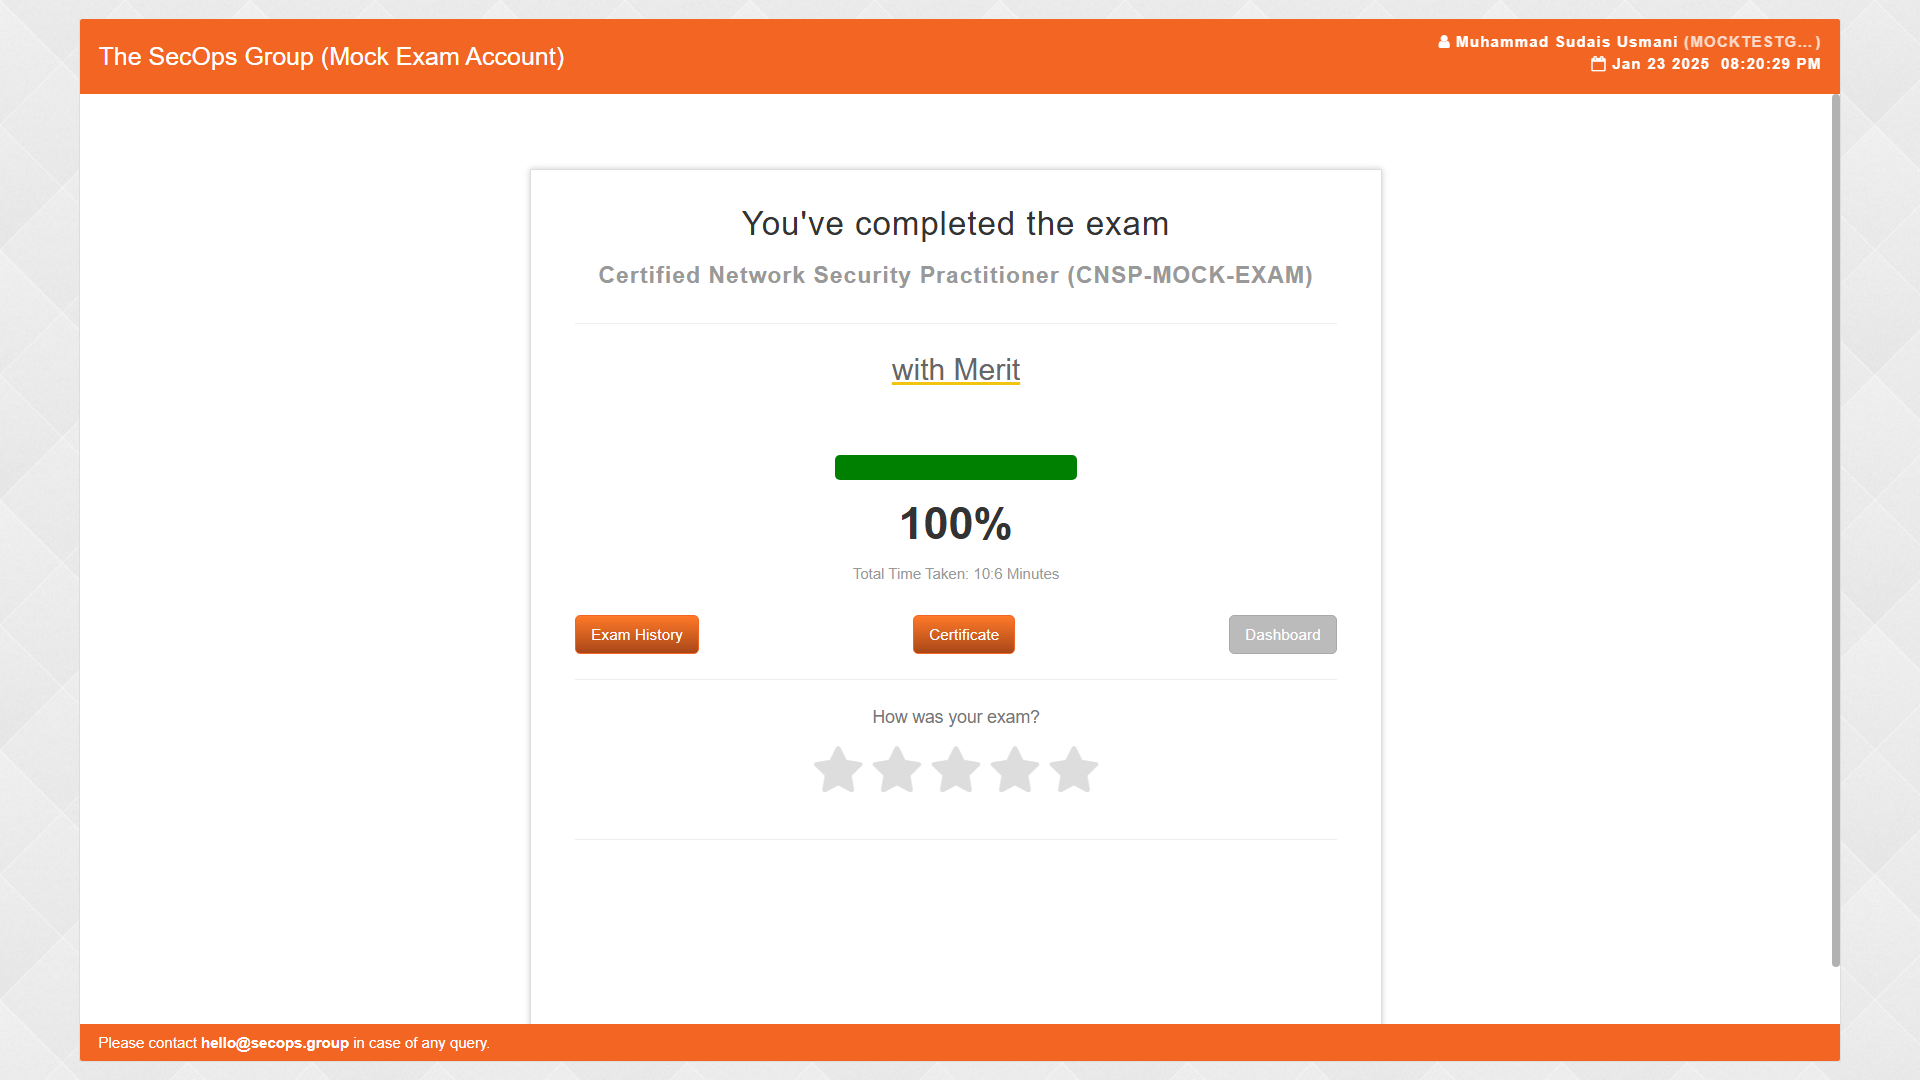 The SecOps Group (Mock Exam Account)
Muhammad Sudais Usmani (MOCKTESTG...)
Jan 23 2025 08:20:29 PM
You've completed the exam
Certified Network Security Practitioner (CNSP-MOCK-EXAM)
with Merit
100%
Total Time Taken: 10:6 Minutes
Exam History
Certificate
Dashboard
How was your exam?
Please contact hello@secops.group in case of any query.